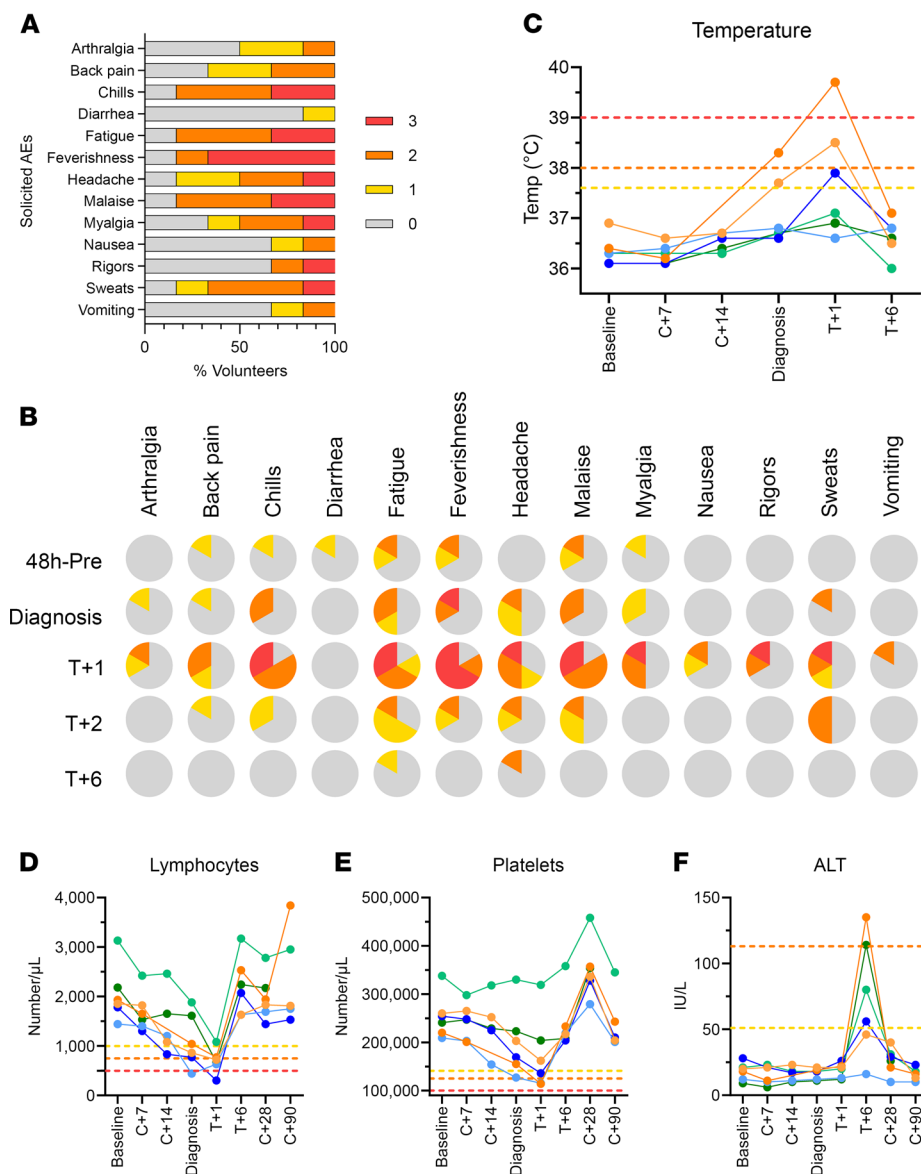 A
Solicited AEs
Arthralgia
Back pain
Chills
Diarrhea
Fatigue
Feverishness
Headache
Malaise
Myalgia
Nausea
Rigors
Sweats
Vomiting
0 50 100
% Volunteers
3
2
1
0
C
Temperature
Temp (°C)
40
39
38
37
36
Baseline
C+7
C+14
Diagnosis
T+1
T+6
B
Arthralgia
Back pain
Chills
Diarrhea
Fatigue
Feverishness
Headache
Malaise
Myalgia
Nausea
Rigors
Sweats
Vomiting
48h-Pre
Diagnosis
T+1
T+2
T+6
D
Lymphocytes
Number/µL
4,000
3,000
2,000
1,000
0
Baseline
C+7
C+14
Diagnosis
T+1
T+6
C+28
C+90
E
Platelets
Number/µL
500,000
400,000
300,000
200,000
100,000
Baseline
C+7
C+14
Diagnosis
T+1
T+6
C+28
C+90
F
ALT
IU/L
150
100
50
0
Baseline
C+7
C+14
Diagnosis
T+1
T+6
C+28
C+90